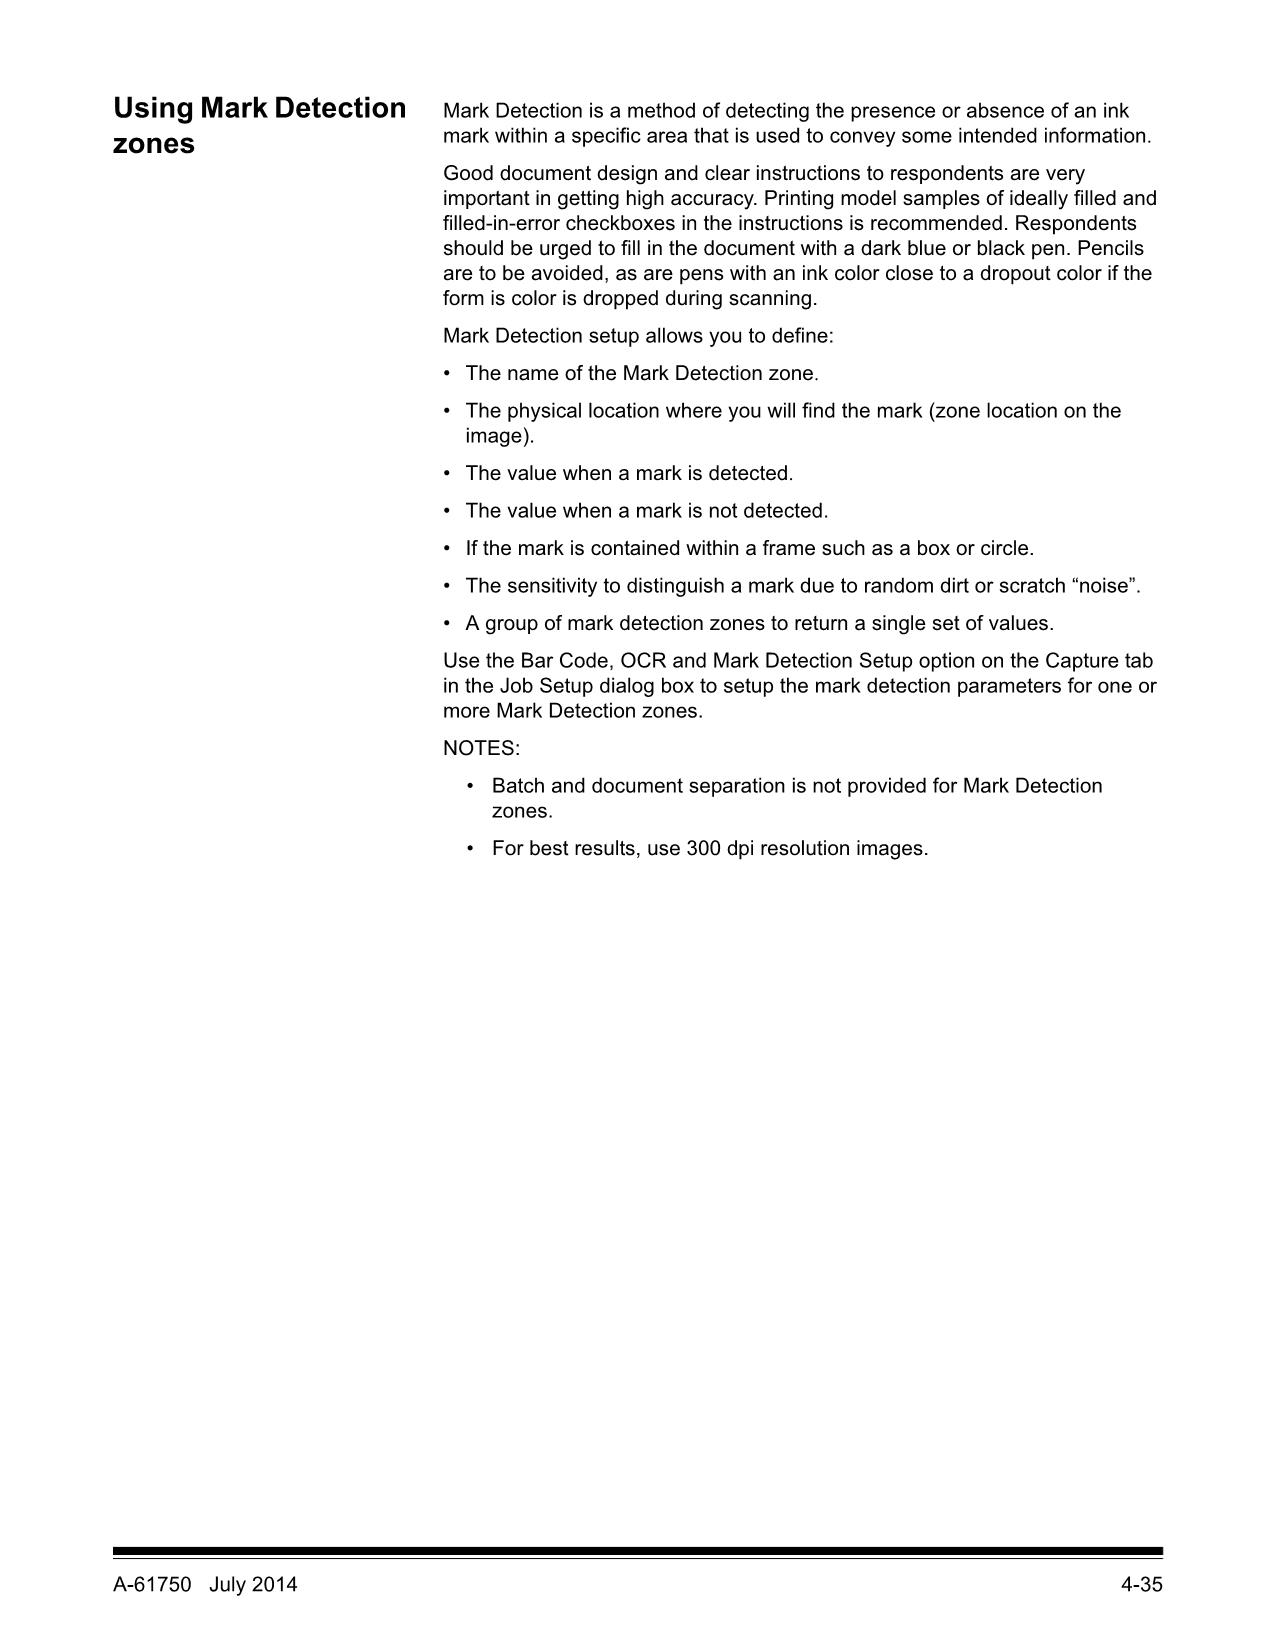 Using Mark Detection
zones
Mark Detection is a method of detecting the presence or absence of an ink
mark within a specific area that is used to convey some intended information.
Good document design and clear instructions to respondents are very
important in getting high accuracy. Printing model samples of ideally filled and
filled-in-error checkboxes in the instructions is recommended. Respondents
should be urged to fill in the document with a dark blue or black pen. Pencils
are to be avoided, as are pens with an ink color close to a dropout color if the
form is color is dropped during scanning.
Mark Detection setup allows you to define:
• The name of the Mark Detection zone.
• The physical location where you will find the mark (zone location on the
image).
• The value when a mark is detected.
• The value when a mark is not detected.
• If the mark is contained within a frame such as a box or circle.
• The sensitivity to distinguish a mark due to random dirt or scratch “noise”.
• A group of mark detection zones to return a single set of values.
Use the Bar Code, OCR and Mark Detection Setup option on the Capture tab
in the Job Setup dialog box to setup the mark detection parameters for one or
more Mark Detection zones.
NOTES:
• Batch and document separation is not provided for Mark Detection
zones.
• For best results, use 300 dpi resolution images.
A-61750 July 2014
4-35